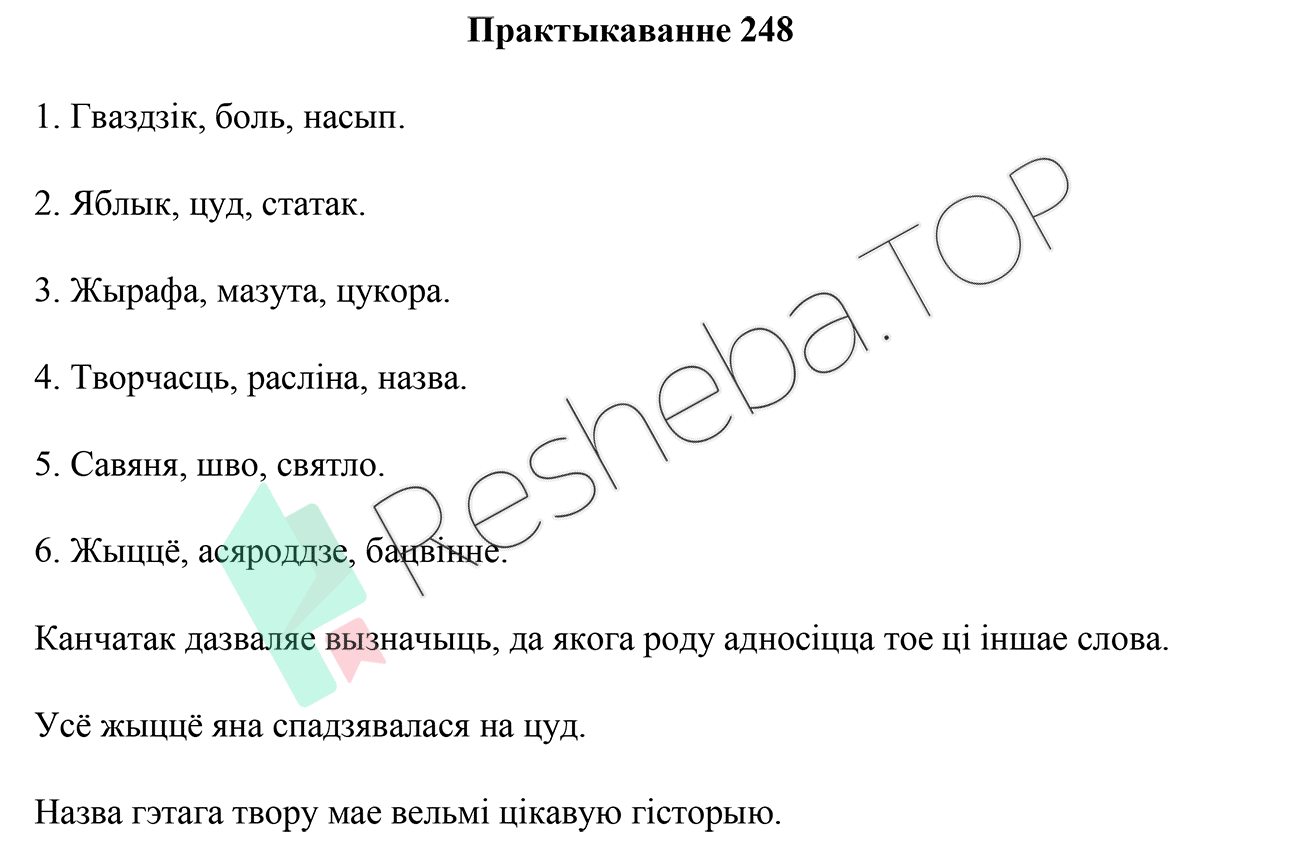 Практыкаванне 248
1. Гваздзік, боль, насып.
2. Яблык, цуд, статак.
3. Жырафа, мазута, цукора.
4. Творчасць, расліна, назва.
5. Савяня, шво, святло.
6. Жыццё, асяроддзе, бацвінне.
Канчатак дазваляе вызначыць, да якога роду адносіцца тое ці іншае слова.
Усё жыццё яна спадзявалася на цуд.
Назва гэтага твору мае вельмі цікавую гісторыю.
Resheba.TOP